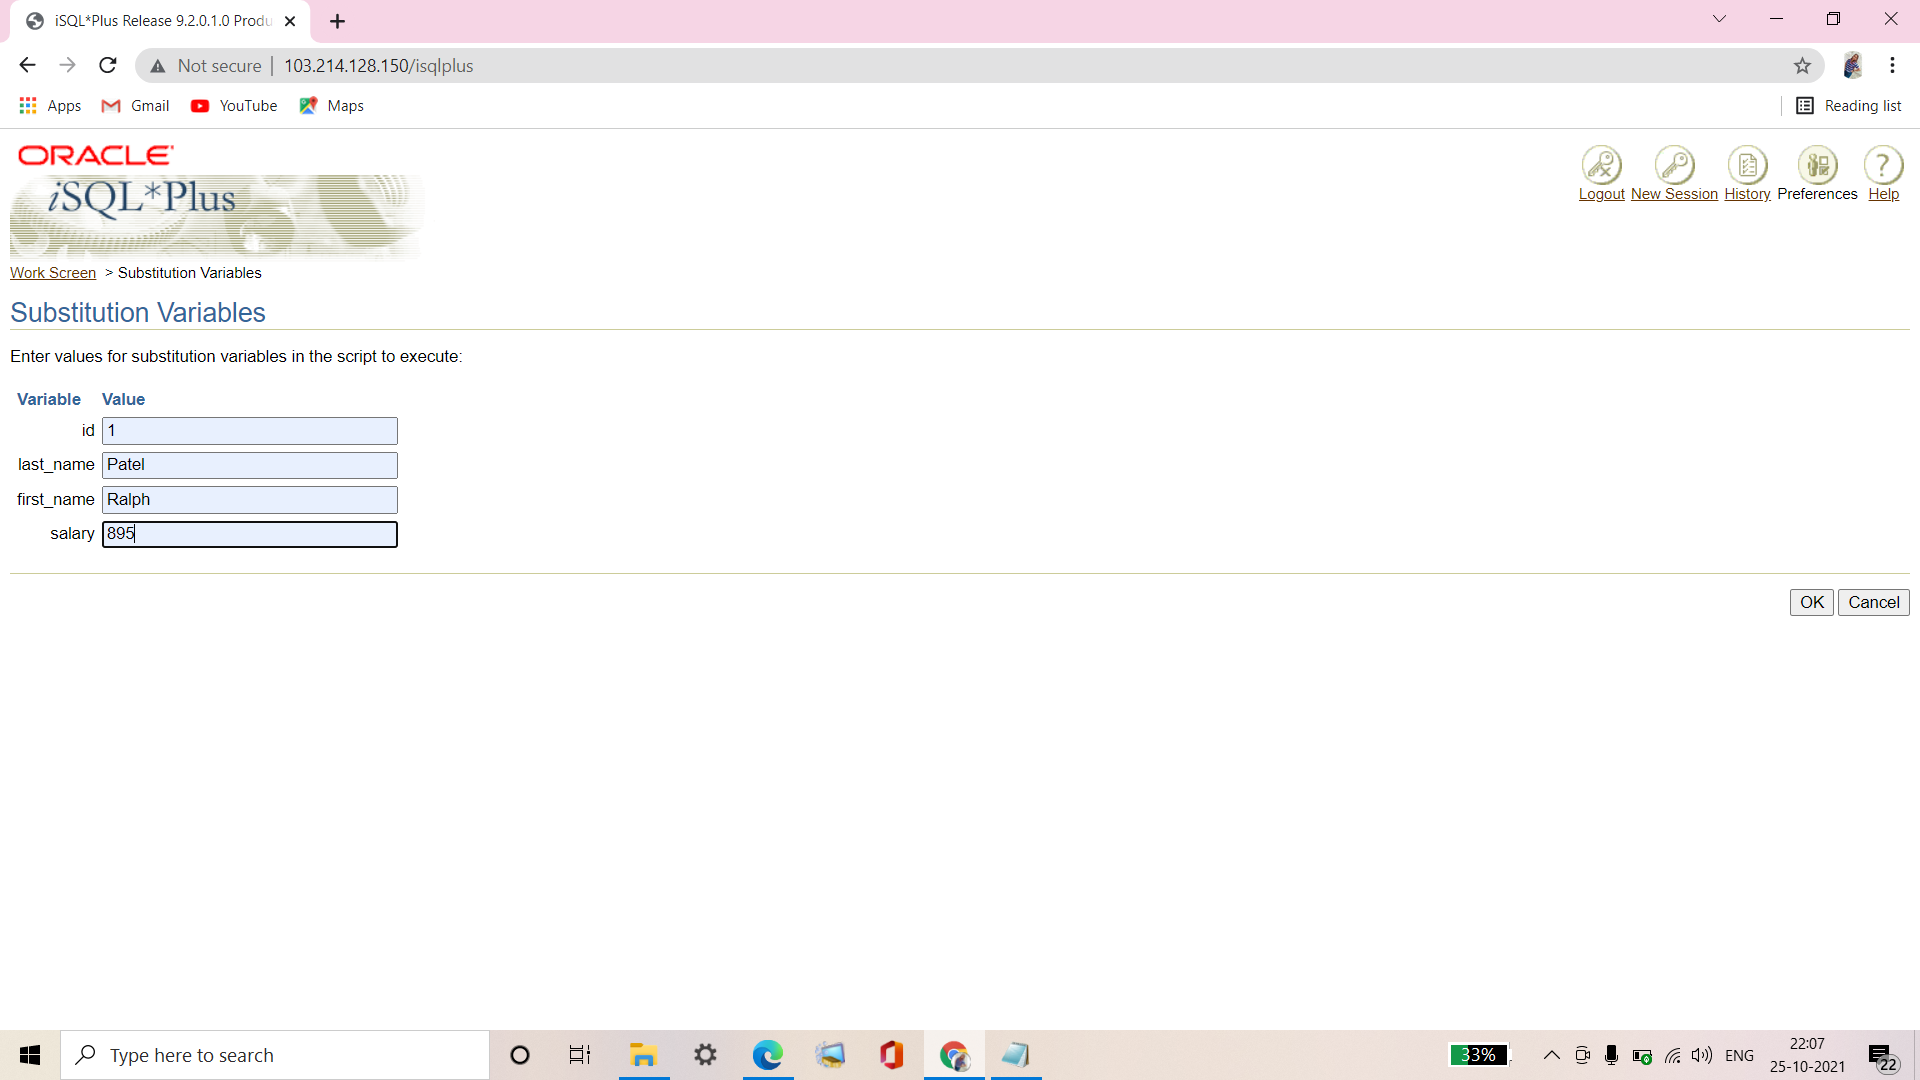 iSQL*Plus Release 9.2.0.1.0 Produ
Not secure | 103.214.128.150/isqlplus
Apps Gmail YouTube Maps Reading list
ORACLE
iSQL*Plus
Logout New Session History Preferences Help
Work Screen > Substitution Variables
Substitution Variables
Enter values for substitution variables in the script to execute:
Variable Value
id 1
last_name Patel
first_name Ralph
salary 895
OK Cancel
Type here to search
33%
ENG
22:07
25-10-2021
22